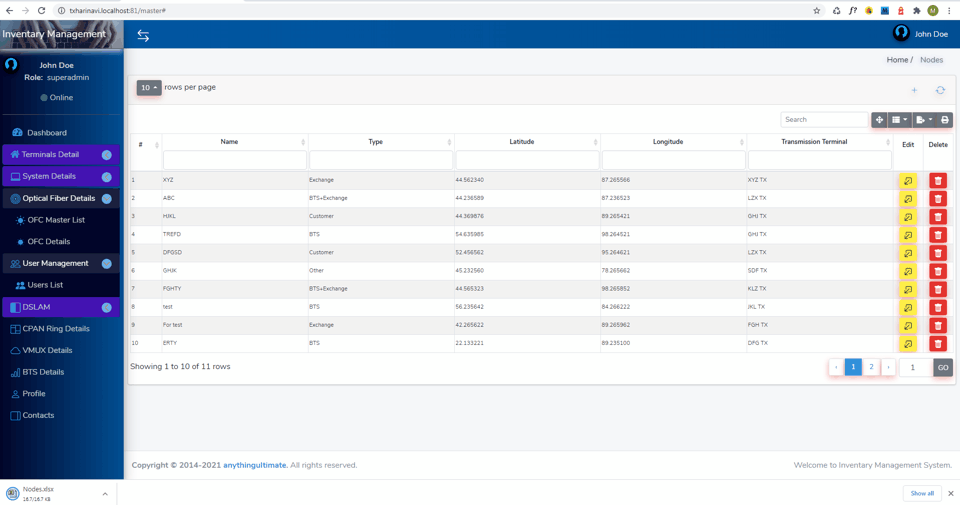 txharinavi.localhost:81/master#
Inventary Management
John Doe
John Doe
Role: superadmin
Online
Home / Nodes
10 rows per page
Search
Dashboard
Terminals Detail
System Details
Optical Fiber Details
OFC Master List
OFC Details
User Management
Users List
DSLAM
CPAN Ring Details
VMUX Details
BTS Details
Profile
Contacts
# Name Type Latitude Longitude Transmission Terminal Edit Delete
1 XYZ Exchange 44.562340 87.265566 XYZ TX
2 ABC BTS+Exchange 44.236589 87.236523 LZX TX
3 HJKL Customer 44.369876 89.265421 GHJ TX
4 TREFD BTS 54.635985 98.264521 GHJ TX
5 DFGSD Customer 52.456562 95.264621 LZX TX
6 GHJK Other 45.232560 78.265662 SDF TX
7 FGHTY BTS+Exchange 44.565323 98.265852 KLZ TX
8 test BTS 56.235642 84.266222 JKL TX
9 For test Exchange 42.265622 89.265962 FGH TX
10 ERTY BTS 22.133221 89.235100 DFG TX
Showing 1 to 10 of 11 rows
‹ 1 2 › 1 GO
Copyright © 2014-2021 anythingultimate. All rights reserved.
Welcome to Inventary Management System.
Nodes.xlsx
16.7/16.7 KB
Show all